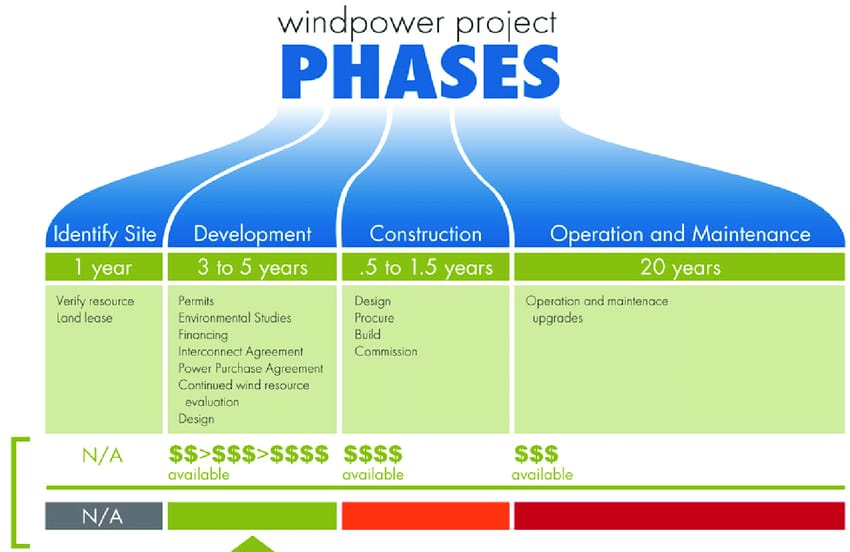 windpower project
PHASES
Identify Site
Development
Construction
Operation and Maintenance
1 year
3 to 5 years
.5 to 1.5 years
20 years
Verify resource
Land lease
Permits
Environmental Studies
Financing
Interconnect Agreement
Power Purchase Agreement
Continued wind resource
evaluation
Design
Design
Procure
Build
Commission
Operation and maintenace
upgrades
N/A
$$>$$$>$$$$
available
$$$$
available
$$$
available
N/A